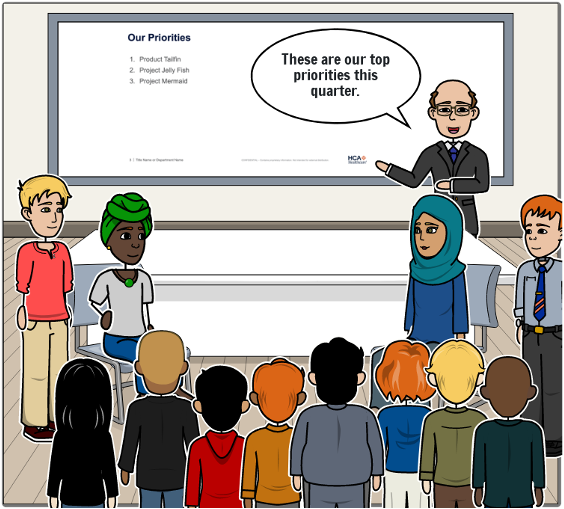 Our Priorities
1. Product Tailfin
2. Project Jelly Fish
3. Project Mermaid
These are our top
priorities this
quarter.
HCA
Healthcare